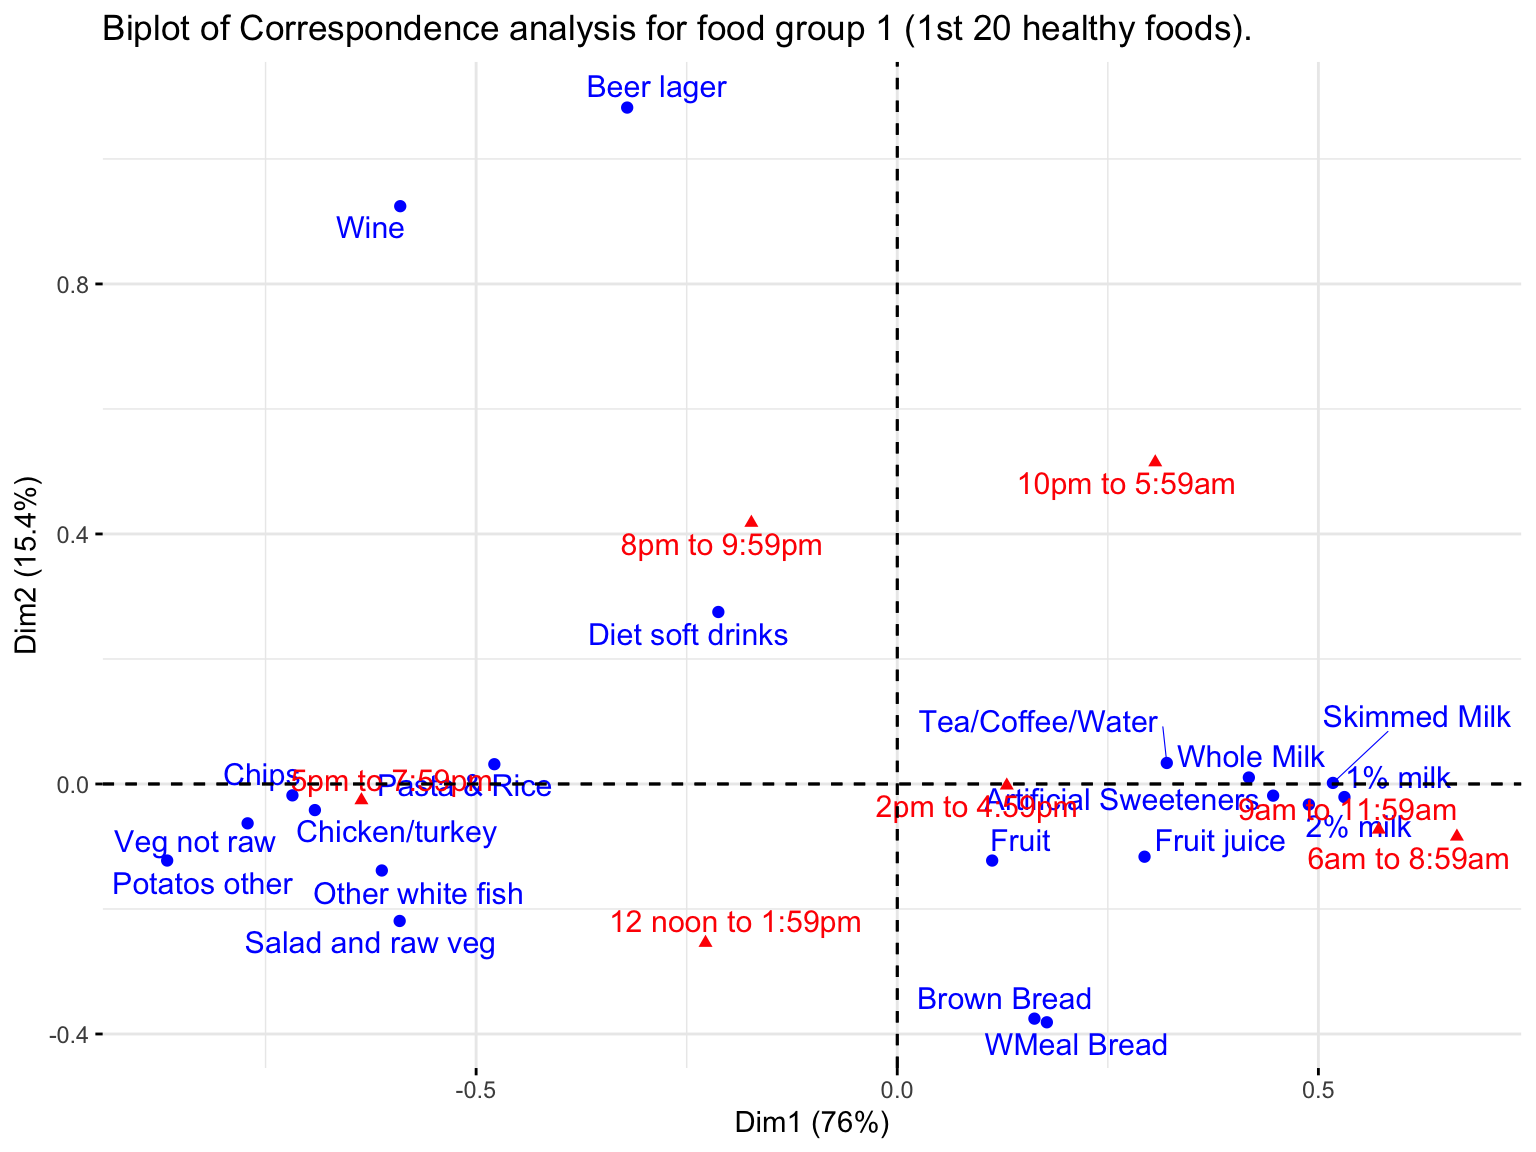 Biplot of Correspondence analysis for food group 1 (1st 20 healthy foods).
Beer lager
Wine
0.8
10pm to 5:59am
0.4
8pm to 9:59pm
Diet soft drinks
Dim2 (15.4%)
Tea/Coffee/Water
Skimmed Milk
Whole Milk
Chips
5pm to 7:59pm
Pasta & Rice
1% milk
0.0
2pm to 4:59pm
Artificial Sweeteners
9am to 11:59am
2% milk
Veg not raw
Chicken/turkey
Fruit
Fruit juice
6am to 8:59am
Potatos other
Other white fish
12 noon to 1:59pm
Salad and raw veg
Brown Bread
WMeal Bread
-0.4
-0.5
0.0
0.5
Dim1 (76%)